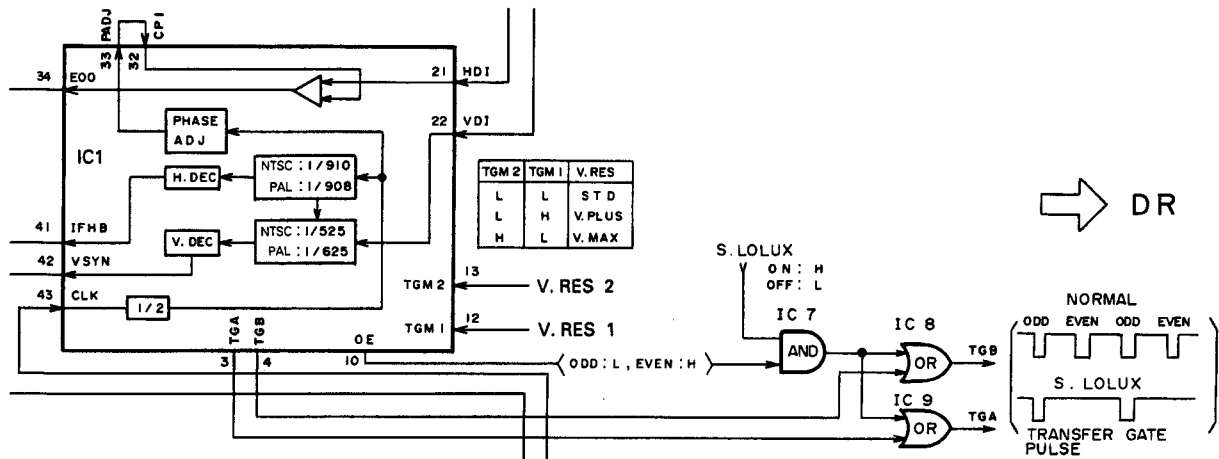 33 PADJ
32 CPI
34 EOO
21 HDI
PHASE
ADJ
22 VDI
IC1
NTSC : 1/910
PAL : 1/908
H. DEC
TGM 2 TGM 1 V.RES
L L STD
L H V.PLUS
H L V.MAX
DR
41 IFHB
V. DEC
NTSC : 1/525
PAL : 1/625
42 VSYN
S. LOLUX
ON : H
OFF : L
TGM 2 13 V. RES 2
43 CLK
1/2
TGM 1 12 V. RES 1
TGA
3
TGB
4
OE
10
ODD : L , EVEN : H
IC 7
AND
IC 8
OR
TGB
IC 9
OR
TGA
NORMAL
ODD EVEN ODD EVEN
S. LOLUX
TRANSFER GATE
PULSE